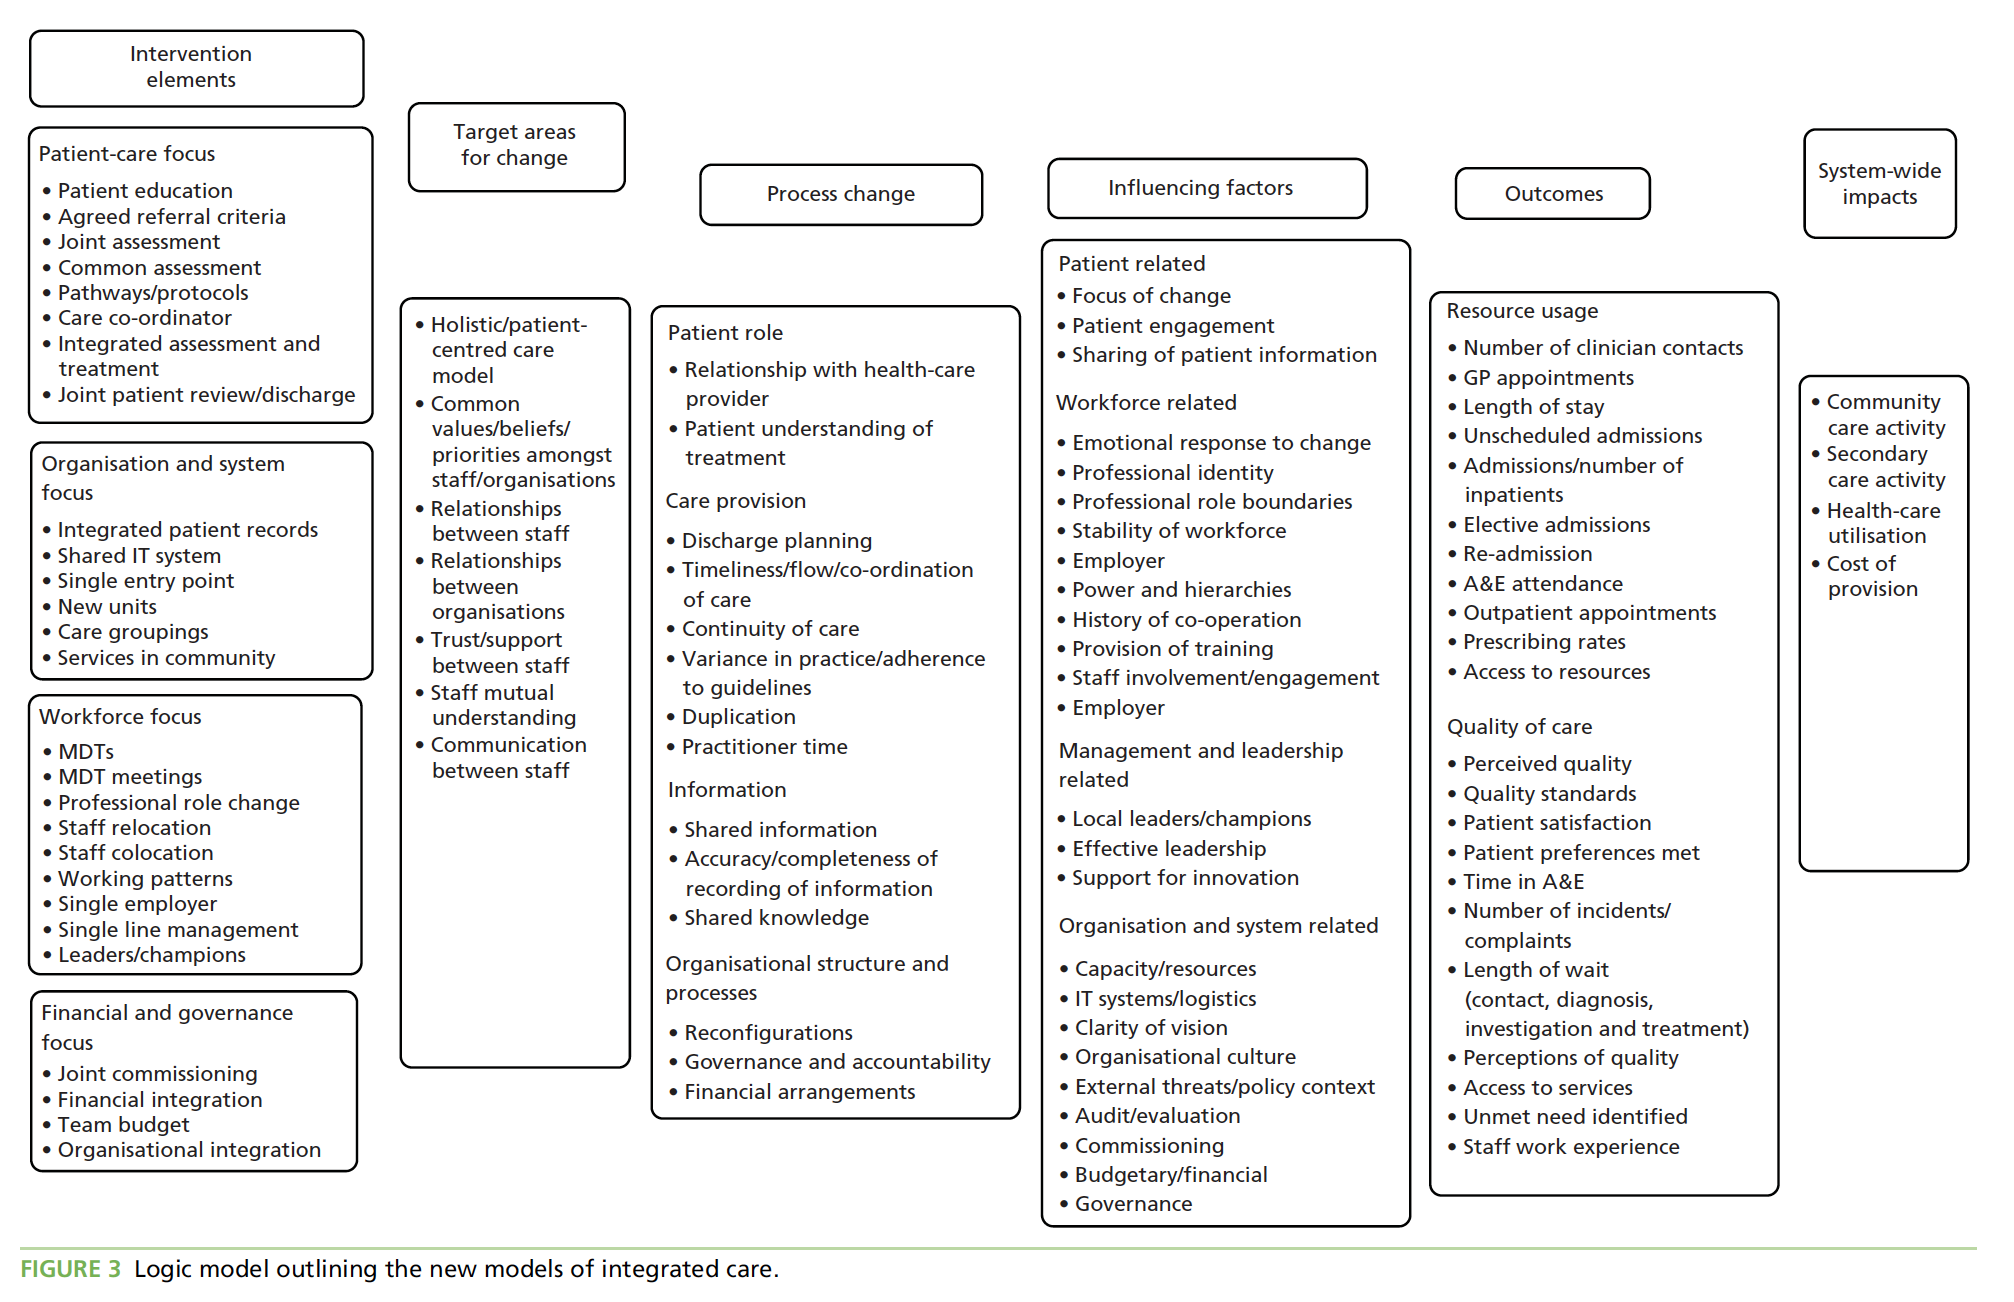 Intervention
elements
Patient-care focus
• Patient education
• Agreed referral criteria
• Joint assessment
• Common assessment
• Pathways/protocols
• Care co-ordinator
• Integrated assessment and
treatment
• Joint patient review/discharge
Organisation and system
focus
• Integrated patient records
• Shared IT system
• Single entry point
• New units
• Care groupings
• Services in community
Workforce focus
• MDTs
• MDT meetings
• Professional role change
• Staff relocation
• Staff colocation
• Working patterns
• Single employer
• Single line management
• Leaders/champions
Financial and governance
focus
• Joint commissioning
• Financial integration
• Team budget
• Organisational integration
Target areas
for change
• Holistic/patient-
centred care
model
• Common
values/beliefs/
priorities amongst
staff/organisations
• Relationships
between staff
• Relationships
between
organisations
• Trust/support
between staff
• Staff mutual
understanding
• Communication
between staff
Process change
Patient role
• Relationship with health-care
provider
• Patient understanding of
treatment
Care provision
• Discharge planning
• Timeliness/flow/co-ordination
of care
• Continuity of care
• Variance in practice/adherence
to guidelines
• Duplication
• Practitioner time
Information
• Shared information
• Accuracy/completeness of
recording of information
• Shared knowledge
Organisational structure and
processes
• Reconfigurations
• Governance and accountability
• Financial arrangements
Influencing factors
Patient related
• Focus of change
• Patient engagement
• Sharing of patient information
Workforce related
• Emotional response to change
• Professional identity
• Professional role boundaries
• Stability of workforce
• Employer
• Power and hierarchies
• History of co-operation
• Provision of training
• Staff involvement/engagement
• Employer
Management and leadership
related
• Local leaders/champions
• Effective leadership
• Support for innovation
Organisation and system related
• Capacity/resources
• IT systems/logistics
• Clarity of vision
• Organisational culture
• External threats/policy context
• Audit/evaluation
• Commissioning
• Budgetary/financial
• Governance
Outcomes
Resource usage
• Number of clinician contacts
• GP appointments
• Length of stay
• Unscheduled admissions
• Admissions/number of
inpatients
• Elective admissions
• Re-admission
• A&E attendance
• Outpatient appointments
• Prescribing rates
• Access to resources
Quality of care
• Perceived quality
• Quality standards
• Patient satisfaction
• Patient preferences met
• Time in A&E
• Number of incidents/
complaints
• Length of wait
(contact, diagnosis,
investigation and treatment)
• Perceptions of quality
• Access to services
• Unmet need identified
• Staff work experience
System-wide
impacts
• Community
care activity
• Secondary
care activity
• Health-care
utilisation
• Cost of
provision
FIGURE 3 Logic model outlining the new models of integrated care.